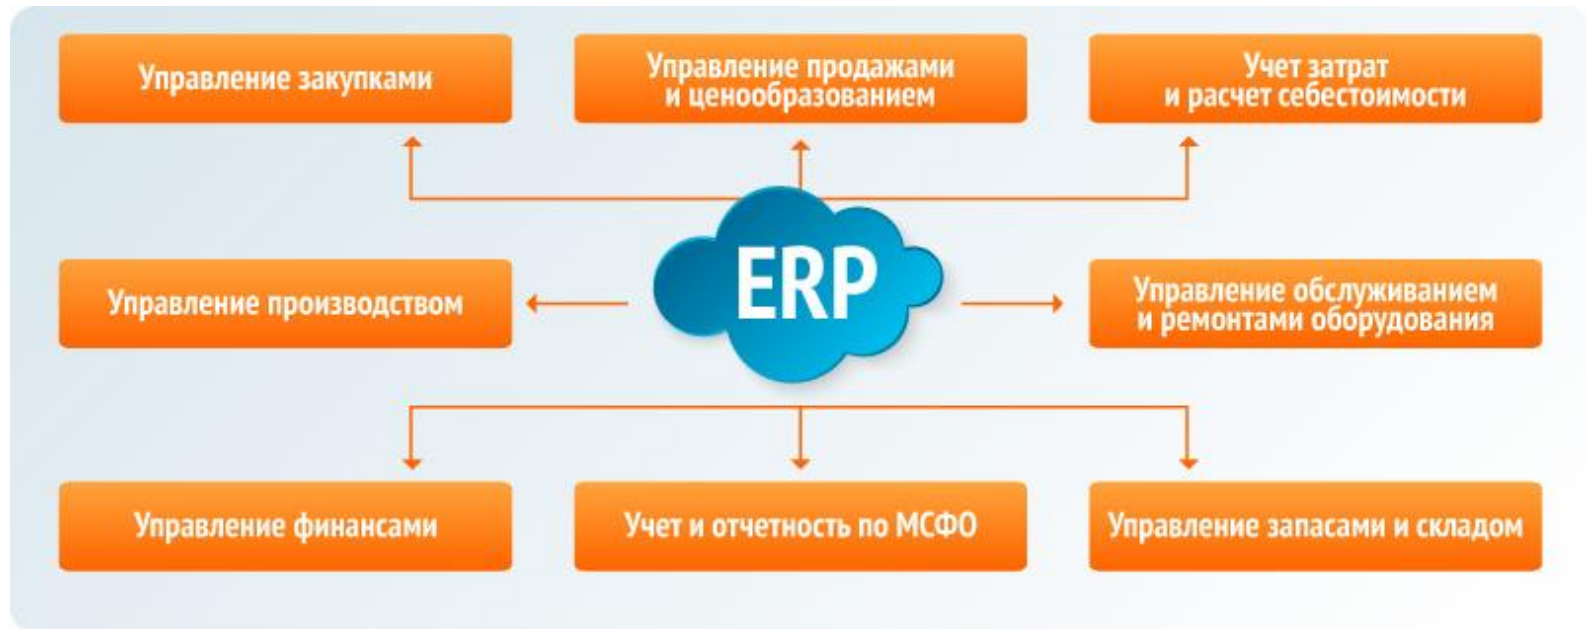 Управление закупками
Управление продажами
и ценообразованием
Учет затрат
и расчет себестоимости
ERP
Управление производством
Управление обслуживанием
и ремонтами оборудования
Управление финансами
Учет и отчетность по МСФО
Управление запасами и складом